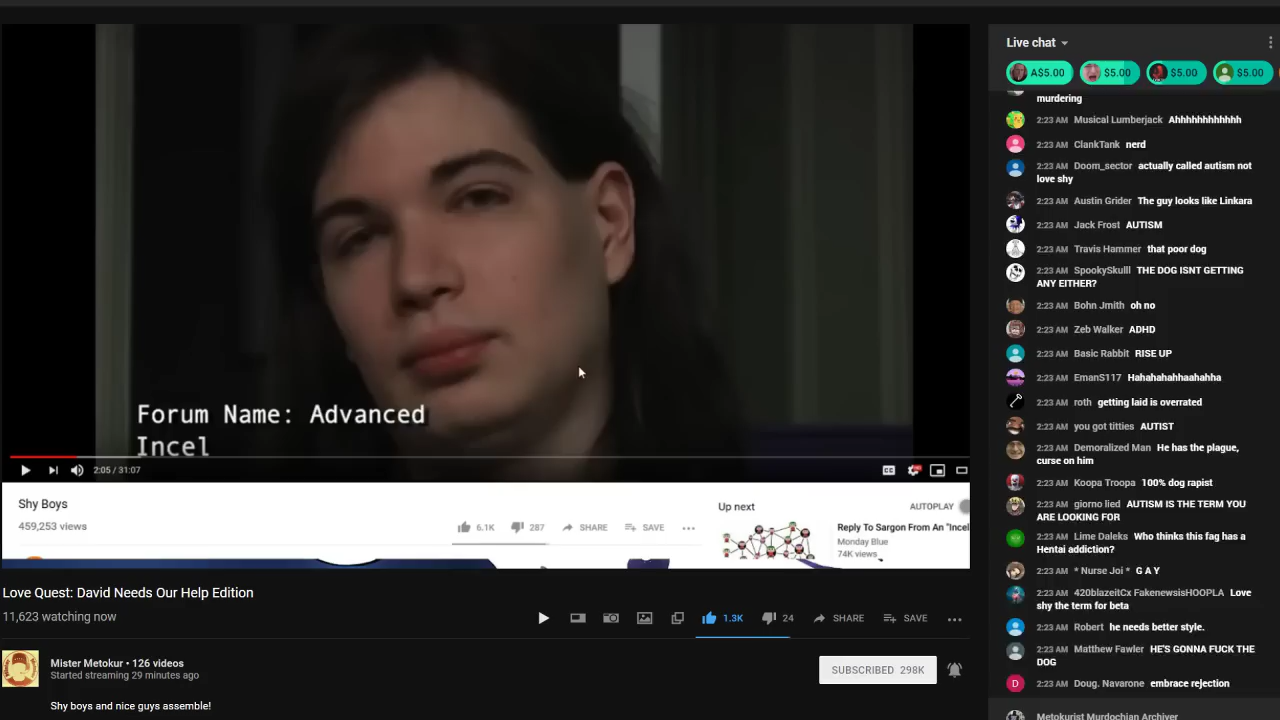 Forum Name: Advanced
Incel
2:05 / 31:07
CC
Shy Boys
459,253 views
6.1K
287
SHARE
SAVE
Up next
AUTOPLAY
Reply To Sargon From An "Incel
Monday Blue
74K views
Love Quest: David Needs Our Help Edition
11,623 watching now
1.3K
24
SHARE
SAVE
Mister Metokur • 126 videos
Started streaming 29 minutes ago
SUBSCRIBED 298K
Shy boys and nice guys assemble!
Live chat
A$5.00
$5.00
$5.00
$5.00
murdering
2:23 AM Musical Lumberjack Ahhhhhhhhhhhh
2:23 AM ClankTank nerd
2:23 AM Doom_sector actually called autism not
love shy
2:23 AM Austin Grider The guy looks like Linkara
2:23 AM Jack Frost AUTISM
2:23 AM Travis Hammer that poor dog
2:23 AM SpookySkulll THE DOG ISNT GETTING
ANY EITHER?
2:23 AM Bohn Jmith oh no
2:23 AM Zeb Walker ADHD
2:23 AM Basic Rabbit RISE UP
2:23 AM EmanS117 Hahahahahhaahahha
2:23 AM roth getting laid is overrated
2:23 AM you got titties AUTIST
2:23 AM Demoralized Man He has the plague,
curse on him
2:23 AM Koopa Troopa 100% dog rapist
2:23 AM giorno lied AUTISM IS THE TERM YOU
ARE LOOKING FOR
2:23 AM Lime Daleks Who thinks this fag has a
Hentai addiction?
2:23 AM * Nurse Joi * G A Y
2:23 AM 420blazeitCx FakenewsisHOOPLA Love
shy the term for beta
2:23 AM Robert he needs better style.
2:23 AM Matthew Fawler HE'S GONNA FUCK THE
DOG
D
2:23 AM Doug. Navarone embrace rejection
Metokurist Murdochian Archiver